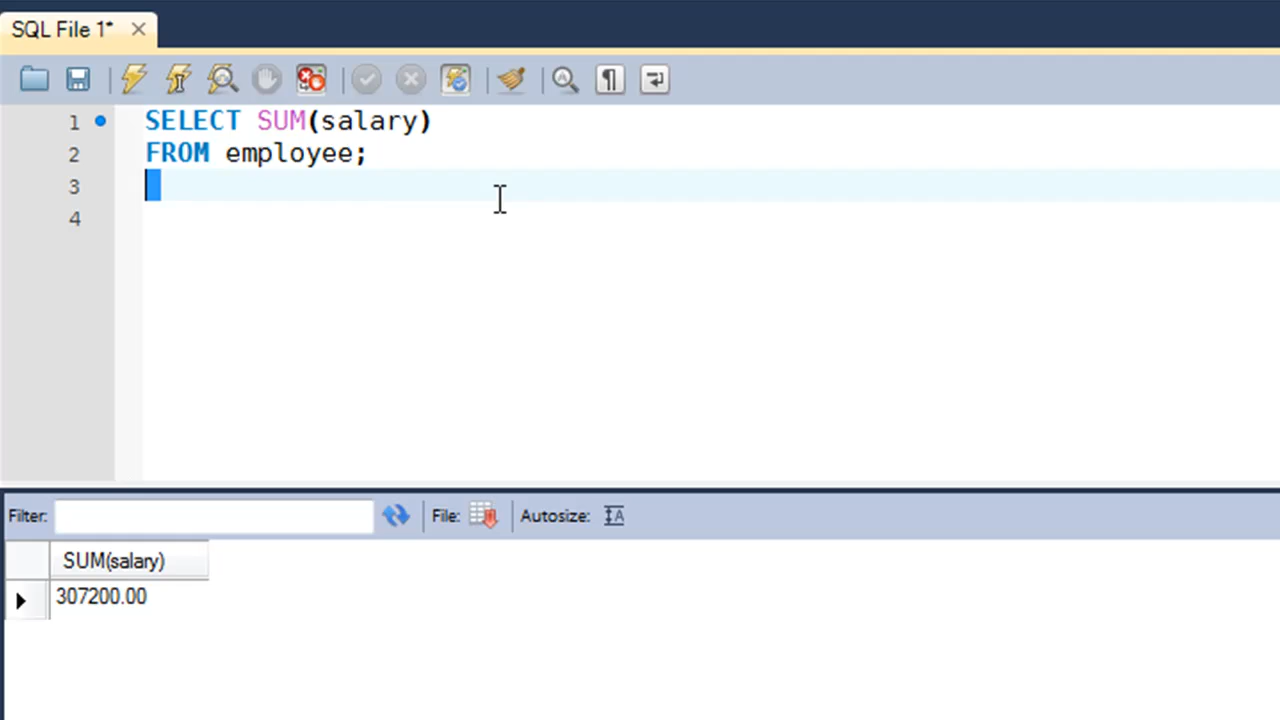 SQL File 1*
1 SELECT SUM(salary)
2 FROM employee;
3
4
Filter: File: Autosize:
SUM(salary)
307200.00